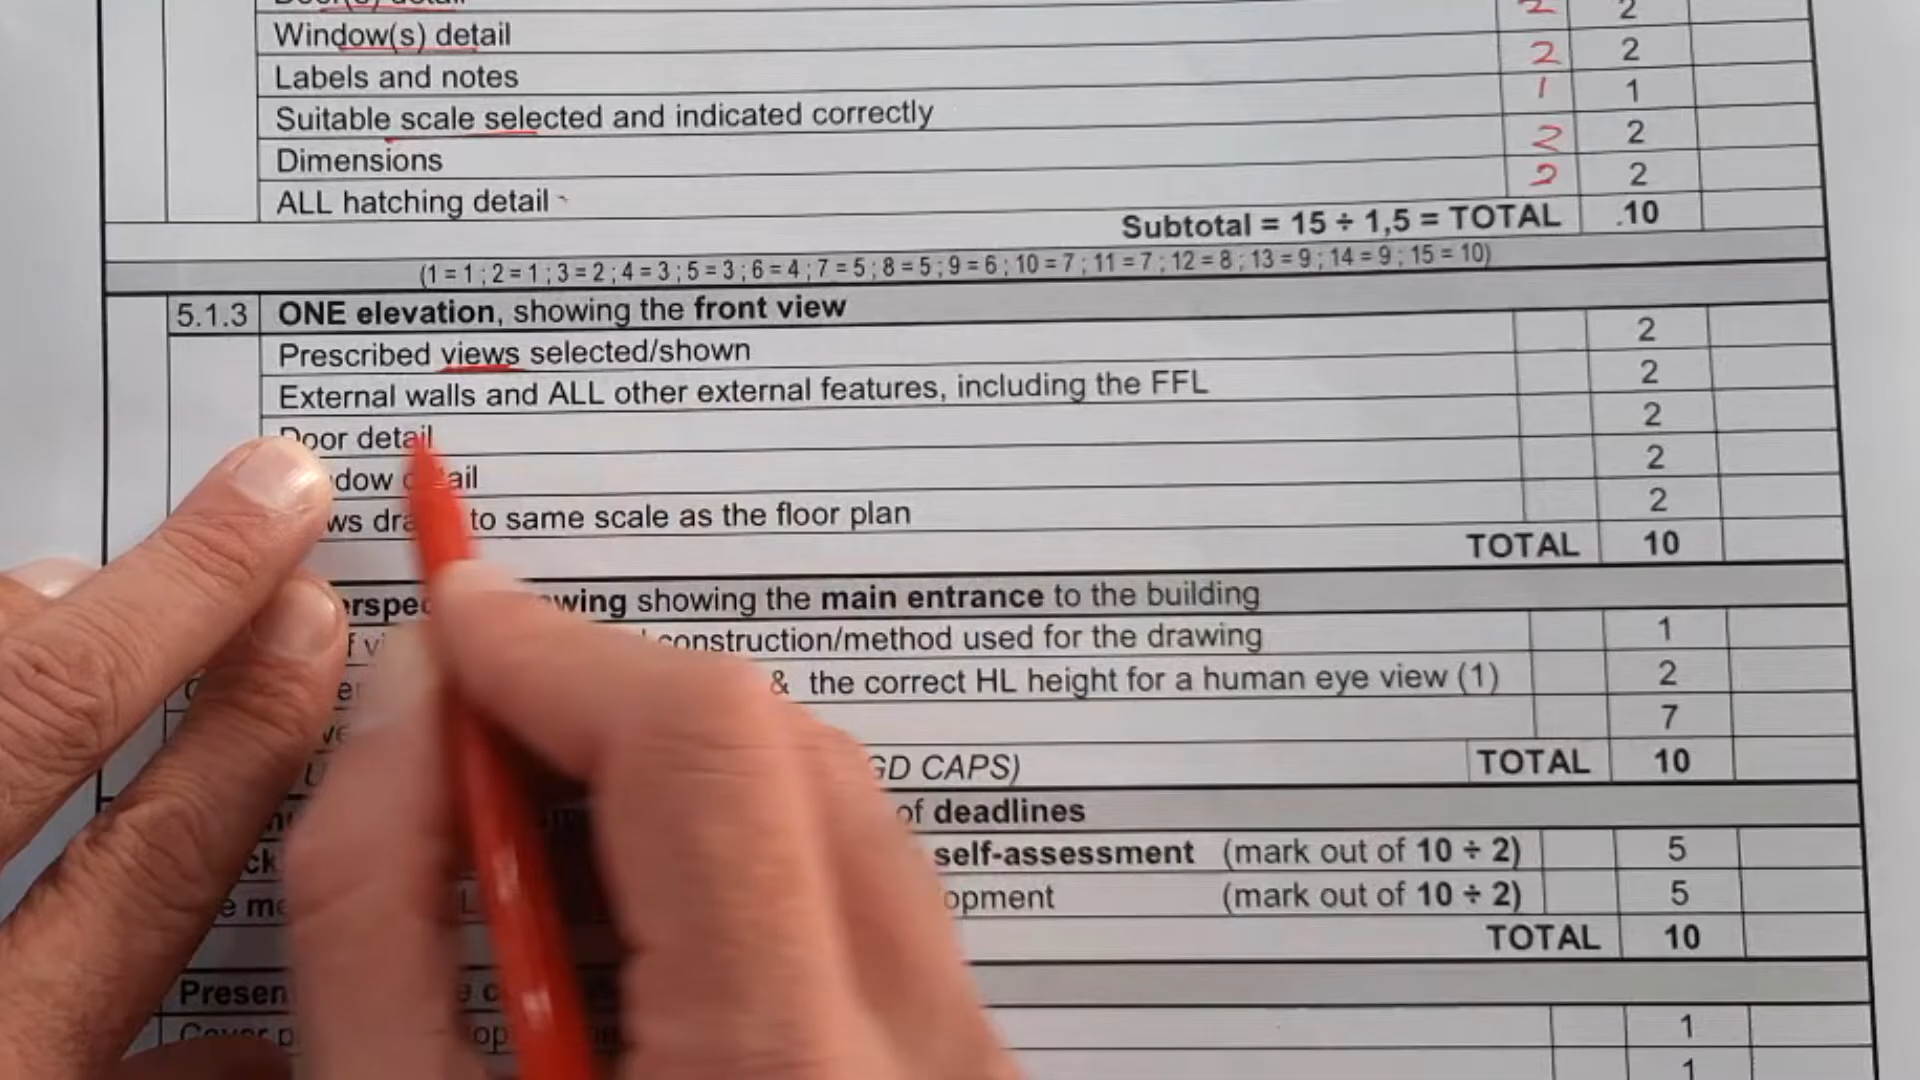 2 2
Window(s) detail 2 2
Labels and notes 1 1
Suitable scale selected and indicated correctly 2 2
Dimensions 2 2
ALL hatching detail
Subtotal = 15 ÷ 1,5 = TOTAL 10
(1 = 1 ; 2 = 1 ; 3 = 2 ; 4 = 3 ; 5 = 3 ; 6 = 4 ; 7 = 5 ; 8 = 5 ; 9 = 6 ; 10 = 7 ; 11 = 7 ; 12 = 8 ; 13 = 9 ; 14 = 9 ; 15 = 10)
5.1.3 ONE elevation, showing the front view
Prescribed views selected/shown 2
External walls and ALL other external features, including the FFL 2
Door detail 2
2
to same scale as the floor plan 2
TOTAL 10
showing the main entrance to the building
construction/method used for the drawing 1
& the correct HL height for a human eye view (1) 2
7
CAPS) TOTAL 10
of deadlines
self-assessment (mark out of 10 ÷ 2) 5
(mark out of 10 ÷ 2) 5
TOTAL 10
1
1